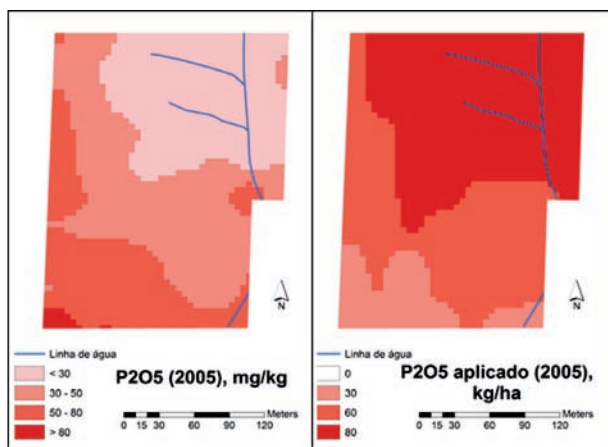 N
Linha de água
< 30
30 - 50
50 - 80
> 80
P2O5 (2005), mg/kg
Meters
0 15 30 60 90 120
N
Linha de água
0
30
60
80
P2O5 aplicado (2005),
kg/ha
Meters
0 15 30 60 90 120